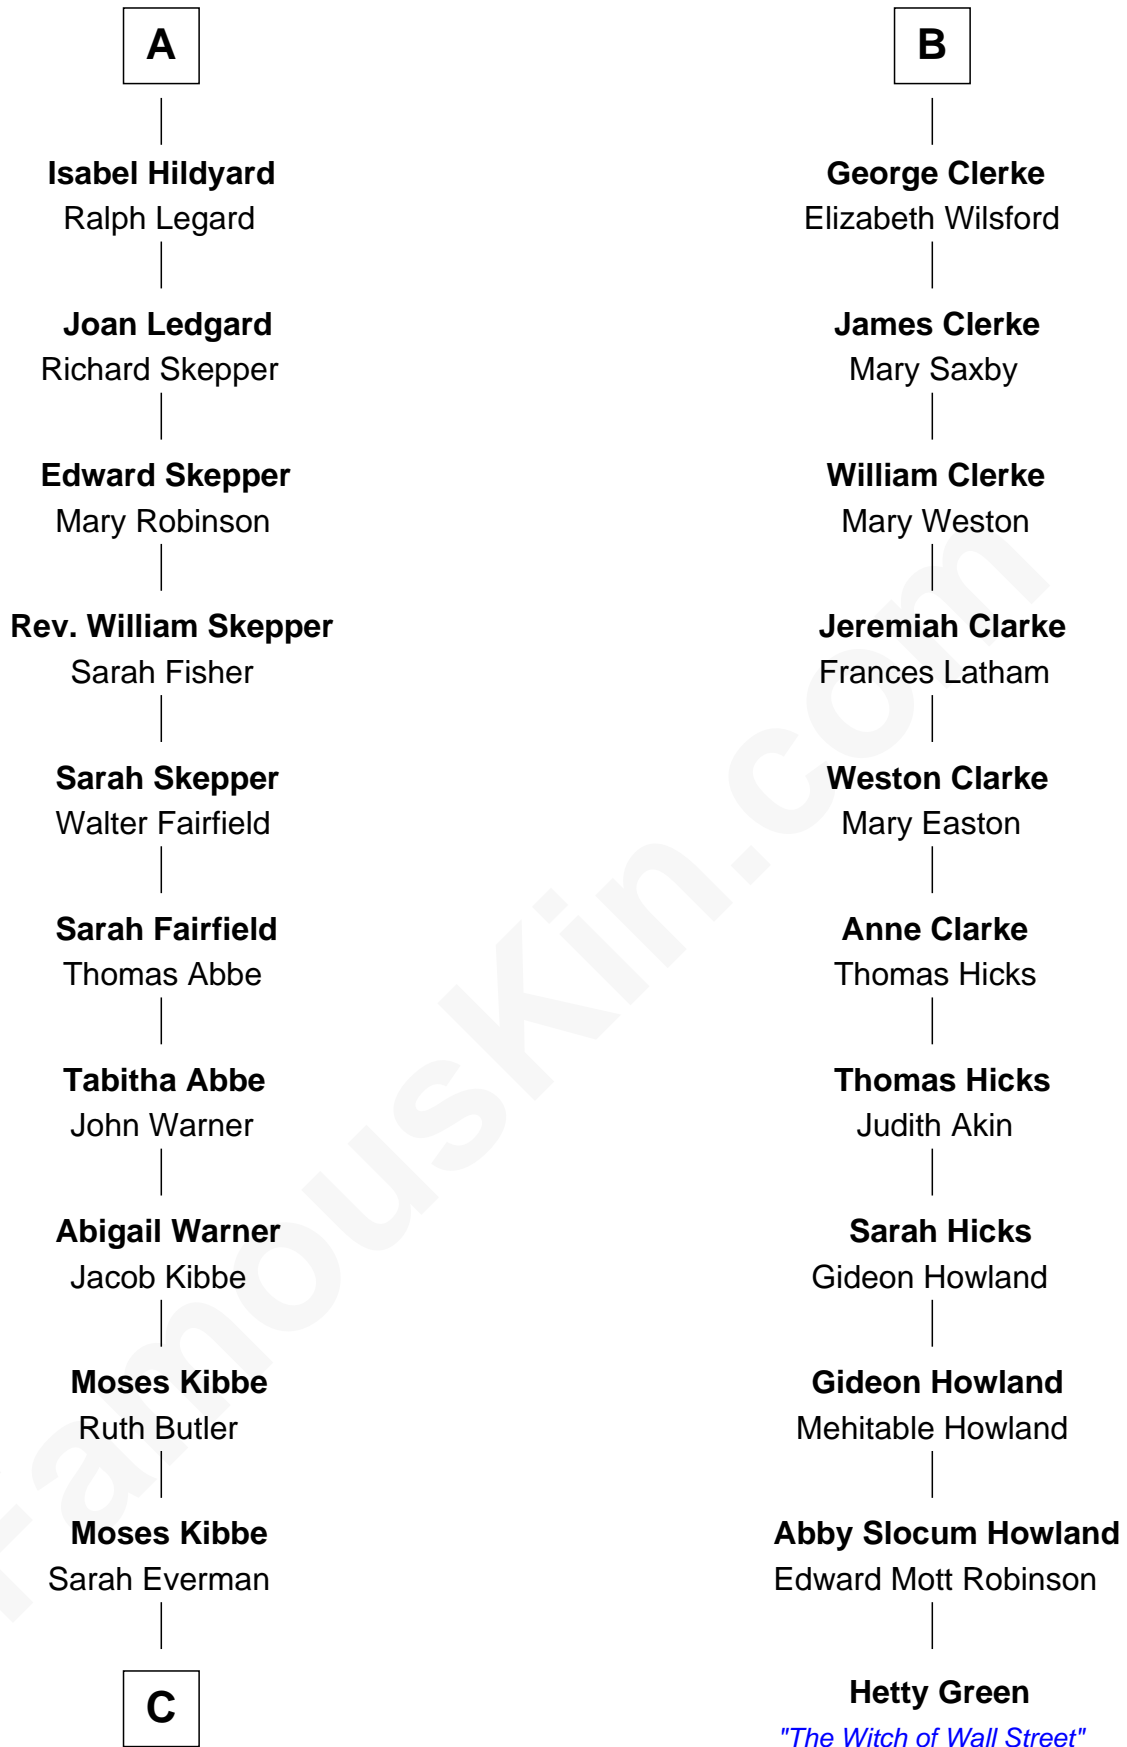 A
Isabel Hildyard
Ralph Legard
Joan Ledgard
Richard Skepper
Edward Skepper
Mary Robinson
Rev. William Skepper
Sarah Fisher
Sarah Skepper
Walter Fairfield
Sarah Fairfield
Thomas Abbe
Tabitha Abbe
John Warner
Abigail Warner
Jacob Kibbe
Moses Kibbe
Ruth Butler
Moses Kibbe
Sarah Everman
C
B
George Clerke
Elizabeth Wilsford
James Clerke
Mary Saxby
William Clerke
Mary Weston
Jeremiah Clarke
Frances Latham
Weston Clarke
Mary Easton
Anne Clarke
Thomas Hicks
Thomas Hicks
Judith Akin
Sarah Hicks
Gideon Howland
Gideon Howland
Mehitable Howland
Abby Slocum Howland
Edward Mott Robinson
Hetty Green
"The Witch of Wall Street"
FamousKin.com